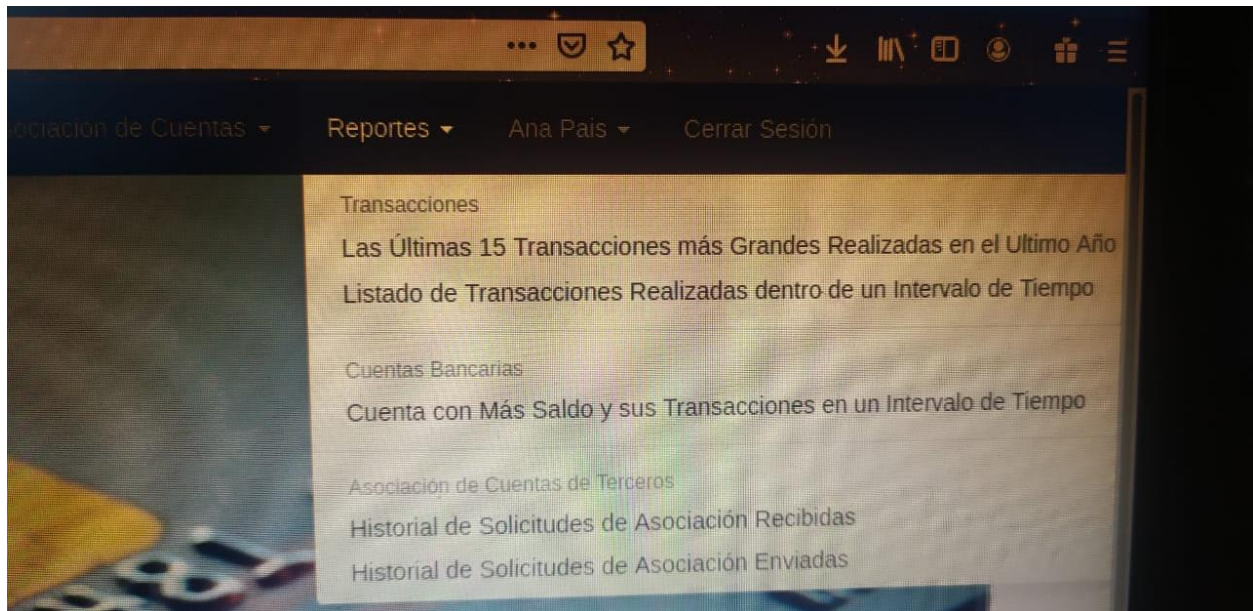 ociación de Cuentas Reportes Ana Pais Cerrar Sesión
Transacciones
Las Últimas 15 Transacciones más Grandes Realizadas en el Ultimo Año
Listado de Transacciones Realizadas dentro de un Intervalo de Tiempo
Cuentas Bancarias
Cuenta con Más Saldo y sus Transacciones en un Intervalo de Tiempo
Asociación de Cuentas de Terceros
Historial de Solicitudes de Asociación Recibidas
Historial de Solicitudes de Asociación Enviadas